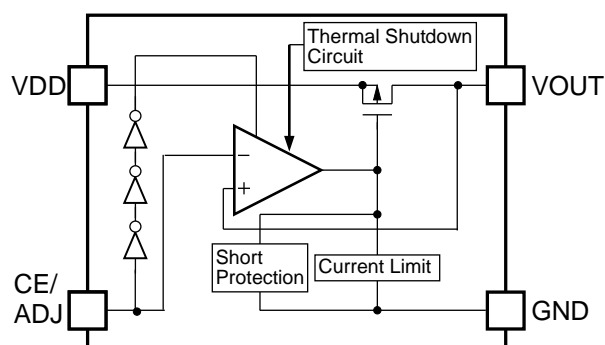 Thermal Shutdown
Circuit
VDD
VOUT
−
+
Short
Protection
Current Limit
CE/
ADJ
GND